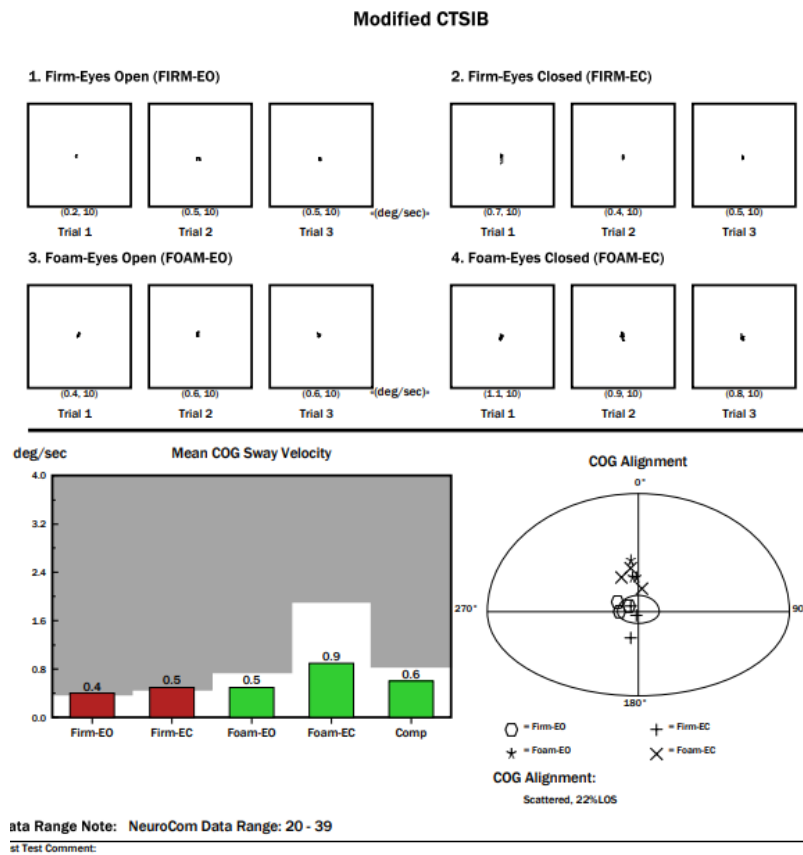 Modified CTSIB
1. Firm-Eyes Open (FIRM-EO)
2. Firm-Eyes Closed (FIRM-EC)
(0.2, 10) (0.5, 10) (0.5, 10) «(deg/sec)» (0.7, 10) (0.4, 10) (0.5, 10)
Trial 1 Trial 2 Trial 3 Trial 1 Trial 2 Trial 3
3. Foam-Eyes Open (FOAM-EO)
4. Foam-Eyes Closed (FOAM-EC)
(0.4, 10) (0.6, 10) (0.6, 10) «(deg/sec)» (1.1, 10) (0.9, 10) (0.8, 10)
Trial 1 Trial 2 Trial 3 Trial 1 Trial 2 Trial 3
deg/sec
Mean COG Sway Velocity
4.0
3.2
2.4
1.6
0.8
0.0
0.4 0.5 0.5 0.9 0.6
Firm-EO Firm-EC Foam-EO Foam-EC Comp
COG Alignment
0°
270° 90
180°
= Firm-EO = Firm-EC
= Foam-EO = Foam-EC
COG Alignment:
Scattered, 22%LOS
ata Range Note: NeuroCom Data Range: 20 - 39
st Test Comment: